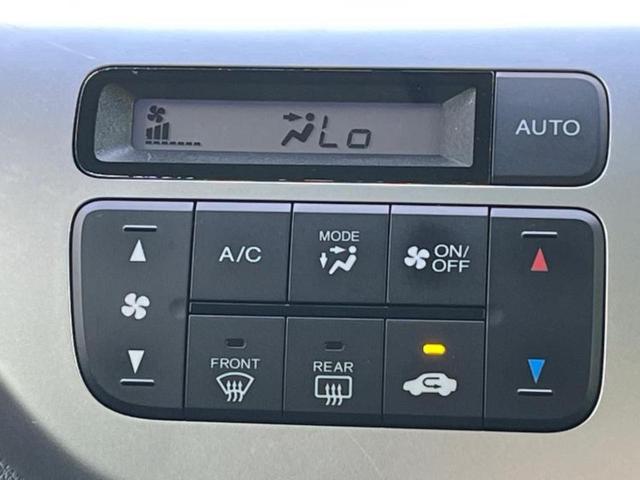 Lo
AUTO
A/C
MODE
ON/
OFF
FRONT
REAR